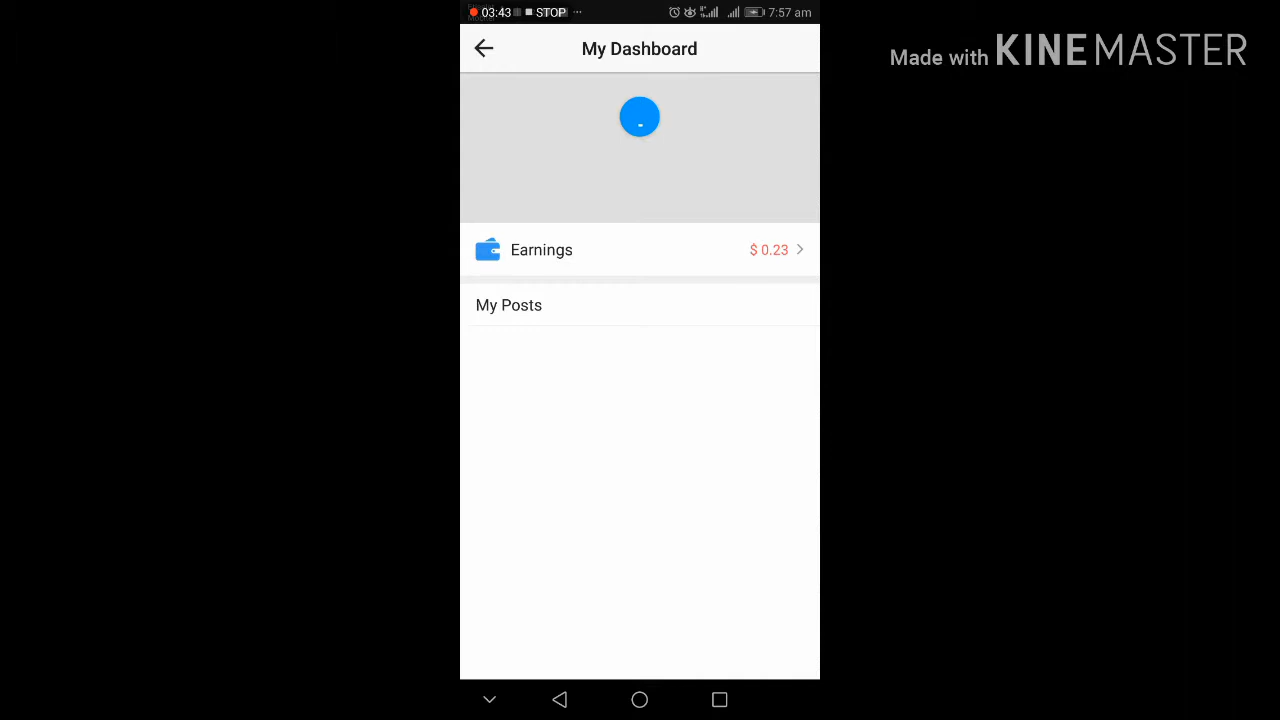 03:43 STOP ... 7:57 am
My Dashboard
Made with KINEMASTER
Earnings $ 0.23
My Posts